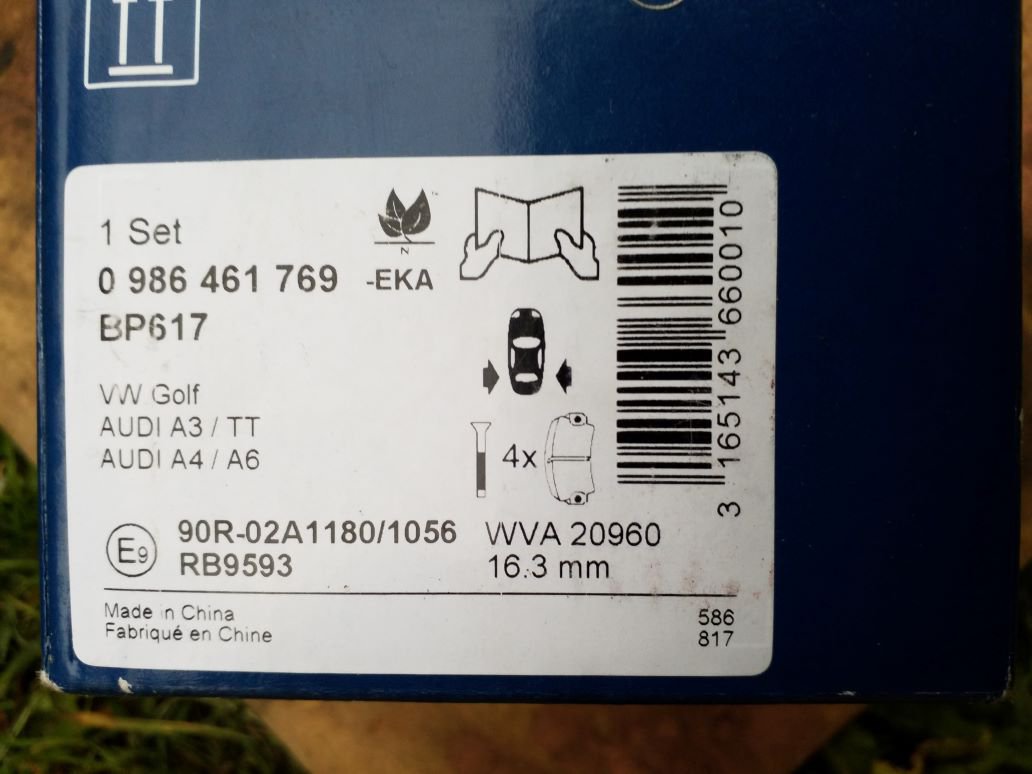 1 Set
0 986 461 769 -EKA
BP617
VW Golf
AUDI A3 / TT
AUDI A4 / A6
N
4x
E9
90R-02A1180/1056
RB9593
WVA 20960
16.3 mm
Made in China
Fabriqué en Chine
586
817
3 165143 660010